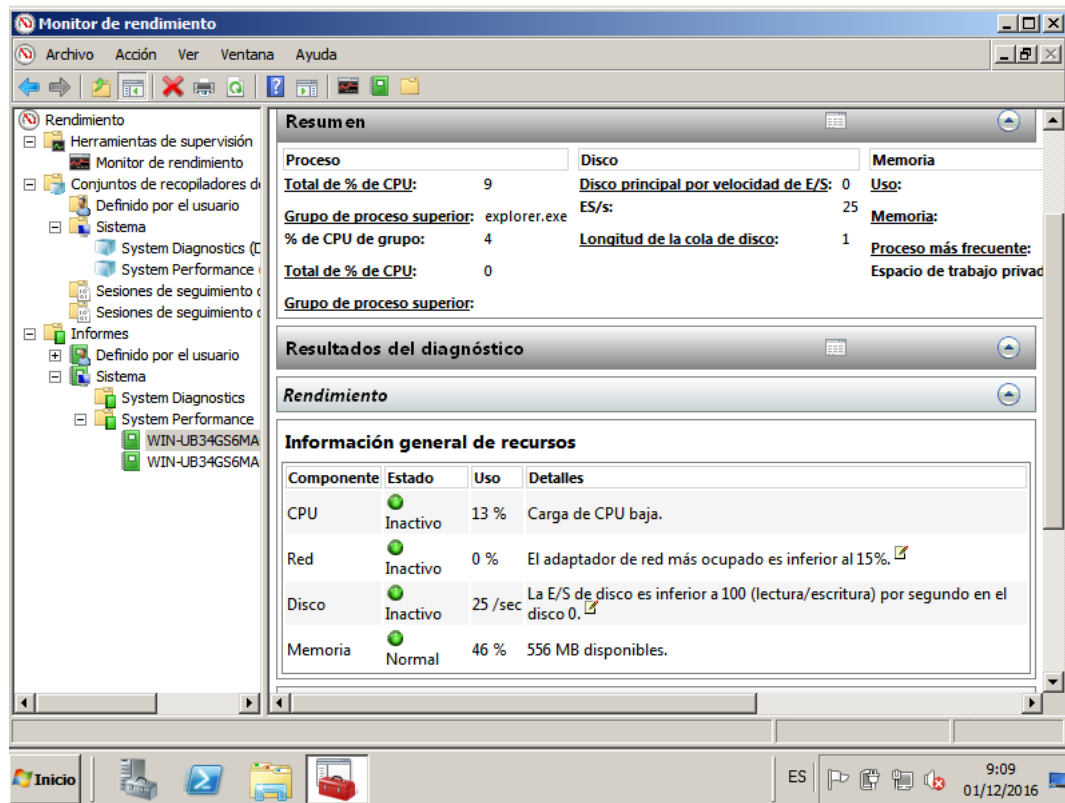 Monitor de rendimiento
Archivo Acción Ver Ventana Ayuda
Rendimiento
Herramientas de supervisión
Monitor de rendimiento
Conjuntos de recopiladores d
Definido por el usuario
Sistema
System Diagnostics (D
System Performance (
Sesiones de seguimiento d
Sesiones de seguimiento d
Informes
Definido por el usuario
Sistema
System Diagnostics
System Performance
WIN-UB34GS6MA
WIN-UB34GS6MA
Resumen
Proceso Disco Memoria
Total de % de CPU: 9 Disco principal por velocidad de E/S: 0 Uso:
Grupo de proceso superior: explorer.exe ES/s: 25 Memoria:
% de CPU de grupo: 4 Longitud de la cola de disco: 1 Proceso más frecuente:
Total de % de CPU: 0 Espacio de trabajo privad
Grupo de proceso superior:
Resultados del diagnóstico
Rendimiento
Información general de recursos
Componente Estado Uso Detalles
CPU Inactivo 13 % Carga de CPU baja.
Red Inactivo 0 % El adaptador de red más ocupado es inferior al 15%.
Disco Inactivo 25 /sec La E/S de disco es inferior a 100 (lectura/escritura) por segundo en el
disco 0.
Memoria Normal 46 % 556 MB disponibles.
Inicio ES 9:09
01/12/2016